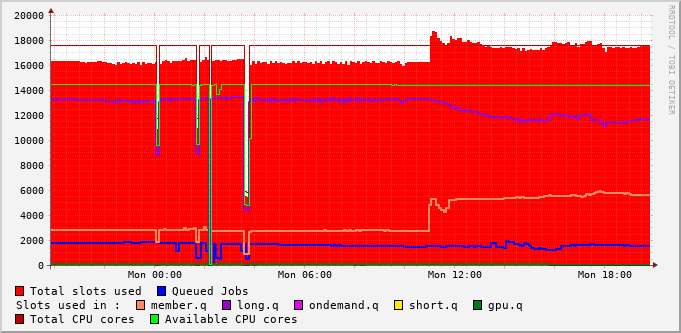 20000
18000
16000
14000
12000
10000
8000
6000
4000
2000
0
Mon 00:00 Mon 06:00 Mon 12:00 Mon 18:00
RRDTOOL / TOBI OETIKER
Total slots used Queued Jobs
Slots used in : member.q long.q ondemand.q short.q gpu.q
Total CPU cores Available CPU cores